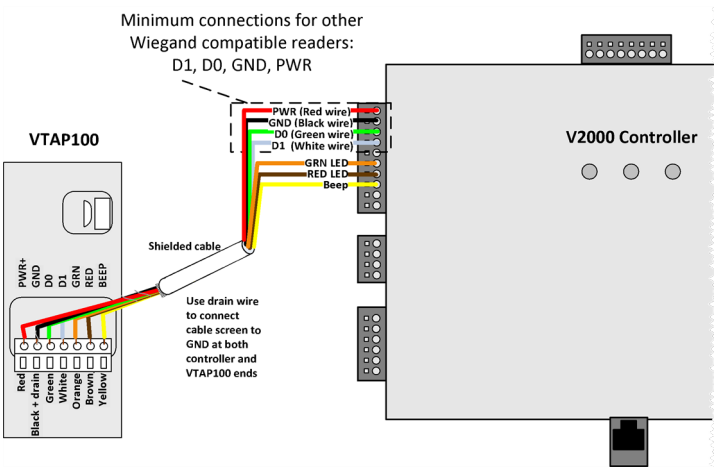 Minimum connections for other
Wiegand compatible readers:
D1, D0, GND, PWR
PWR (Red wire)
GND (Black wire)
D0 (Green wire)
D1 (White wire)
GRN LED
RED LED
Beep
V2000 Controller
VTAP100
Shielded cable
PWR+
GND
D0
D1
GRN
RED
BEEP
Use drain wire
to connect
cable screen to
GND at both
controller and
VTAP100 ends
Red
Black + drain
Green
White
Orange
Brown
Yellow